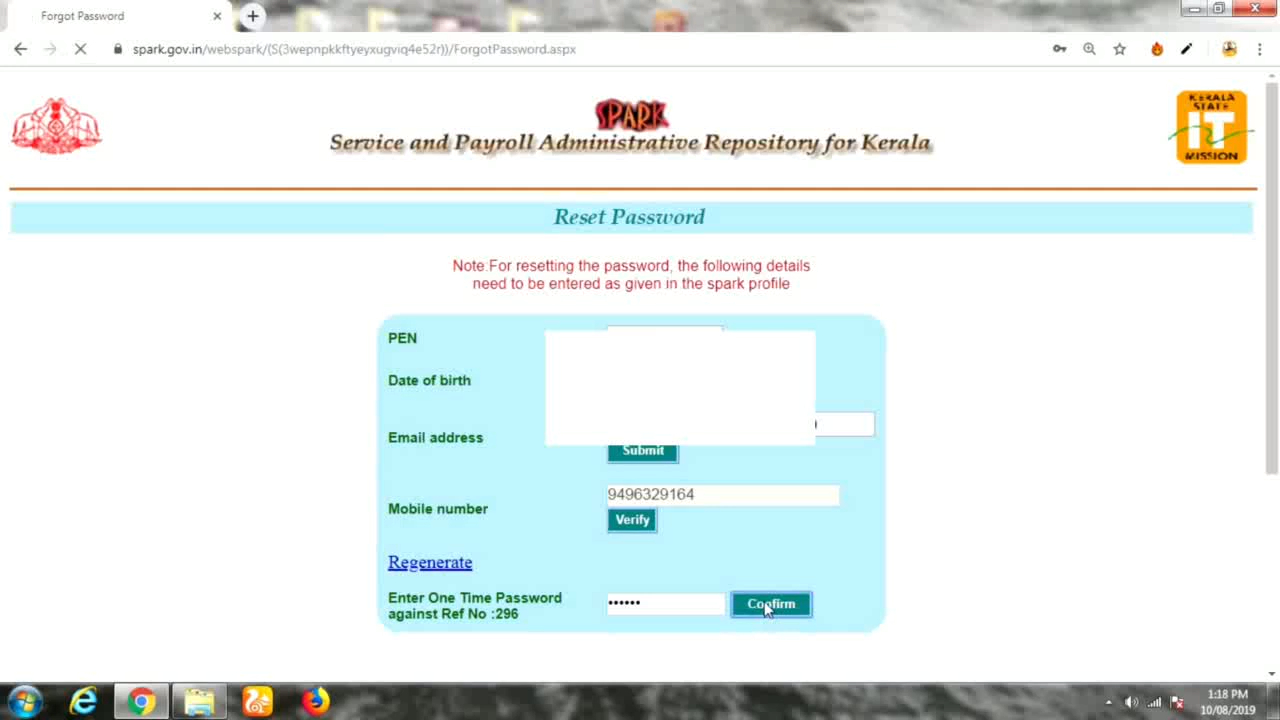 Forgot Password
spark.gov.in/webspark/(S(3wepnpkkftyeyxugviq4e52r))/ForgotPassword.aspx
SPARK
Service and Payroll Administrative Repository for Kerala
KERALA
STATE
IT
MISSION
Reset Password
Note:For resetting the password, the following details
need to be entered as given in the spark profile
PEN
Date of birth
Email address
Submit
Mobile number
9496329164
Verify
Regenerate
Enter One Time Password
against Ref No :296
••••••
Confirm
1:18 PM
10/08/2019